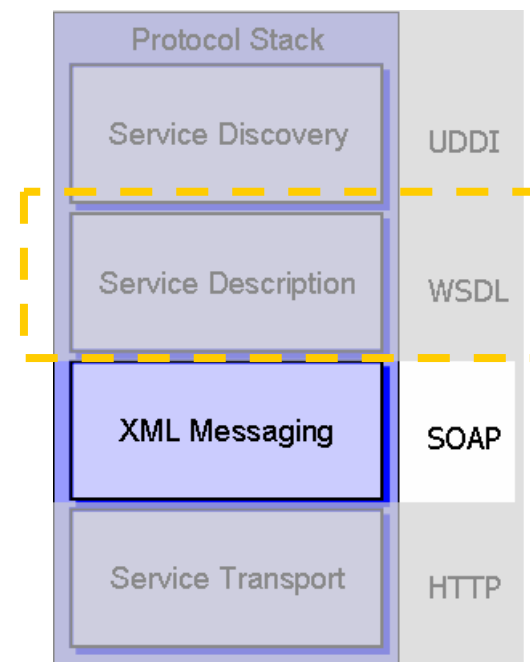 Protocol Stack
Service Discovery UDDI
Service Description WSDL
XML Messaging SOAP
Service Transport HTTP